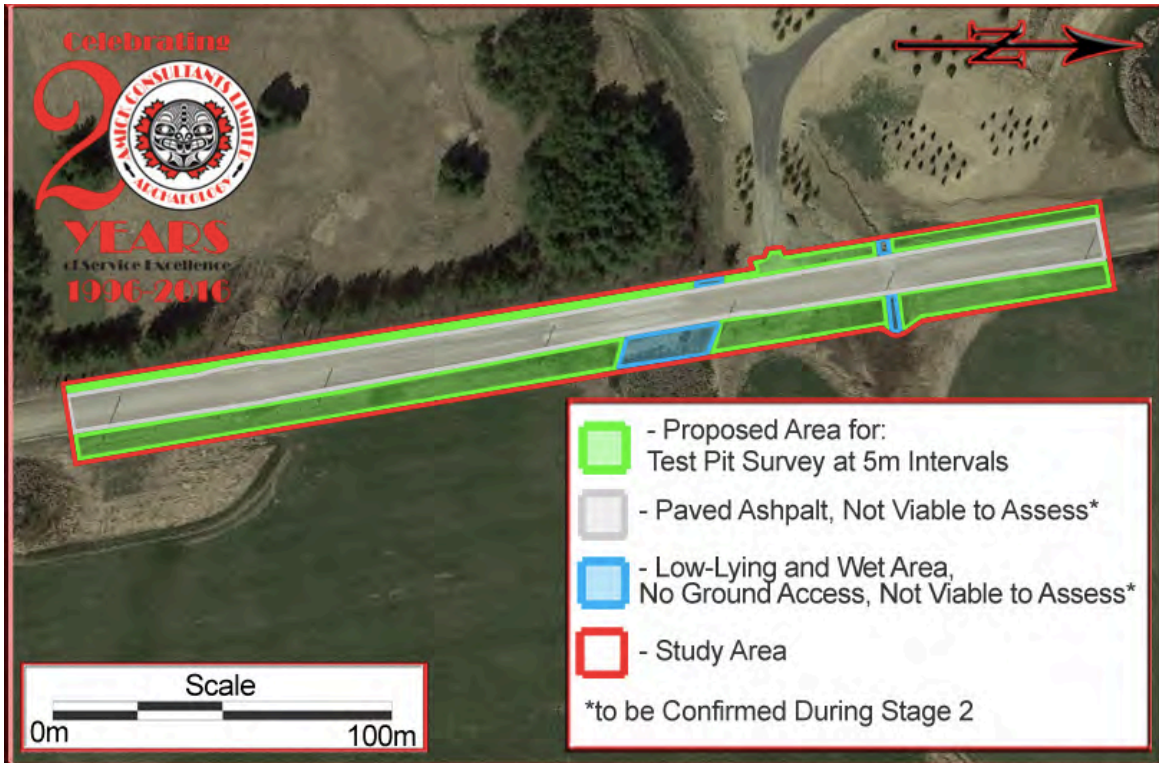 Celebrating
20
AMICK CONSULTANTS LIMITED
ARCHAEOLOGY
YEARS
of Service Excellence
1996-2016
N
- Proposed Area for:
Test Pit Survey at 5m Intervals
- Paved Ashpalt, Not Viable to Assess*
- Low-Lying and Wet Area,
No Ground Access, Not Viable to Assess*
- Study Area
*to be Confirmed During Stage 2
Scale
0m 100m